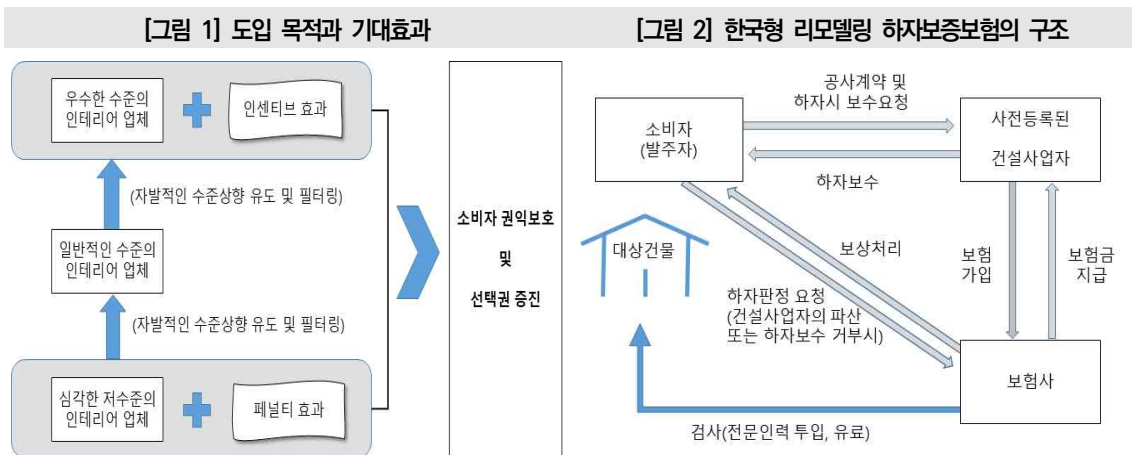 [그림 1] 도입 목적과 기대효과
우수한 수준의
인테리어 업체
인센티브 효과
(자발적인 수준상향 유도 및 필터링)
일반적인 수준의
인테리어 업체
(자발적인 수준상향 유도 및 필터링)
심각한 저수준의
인테리어 업체
페널티 효과
소비자 권익보호
및
선택권 증진
[그림 2] 한국형 리모델링 하자보증보험의 구조
공사계약 및
하자시 보수요청
소비자
(발주자)
사전등록된
건설사업자
하자보수
대상건물
보상처리
보험
가입
보험금
지급
하자판정 요청
(건설사업자의 파산
또는 하자보수 거부시)
보험사
검사(전문인력 투입, 유료)